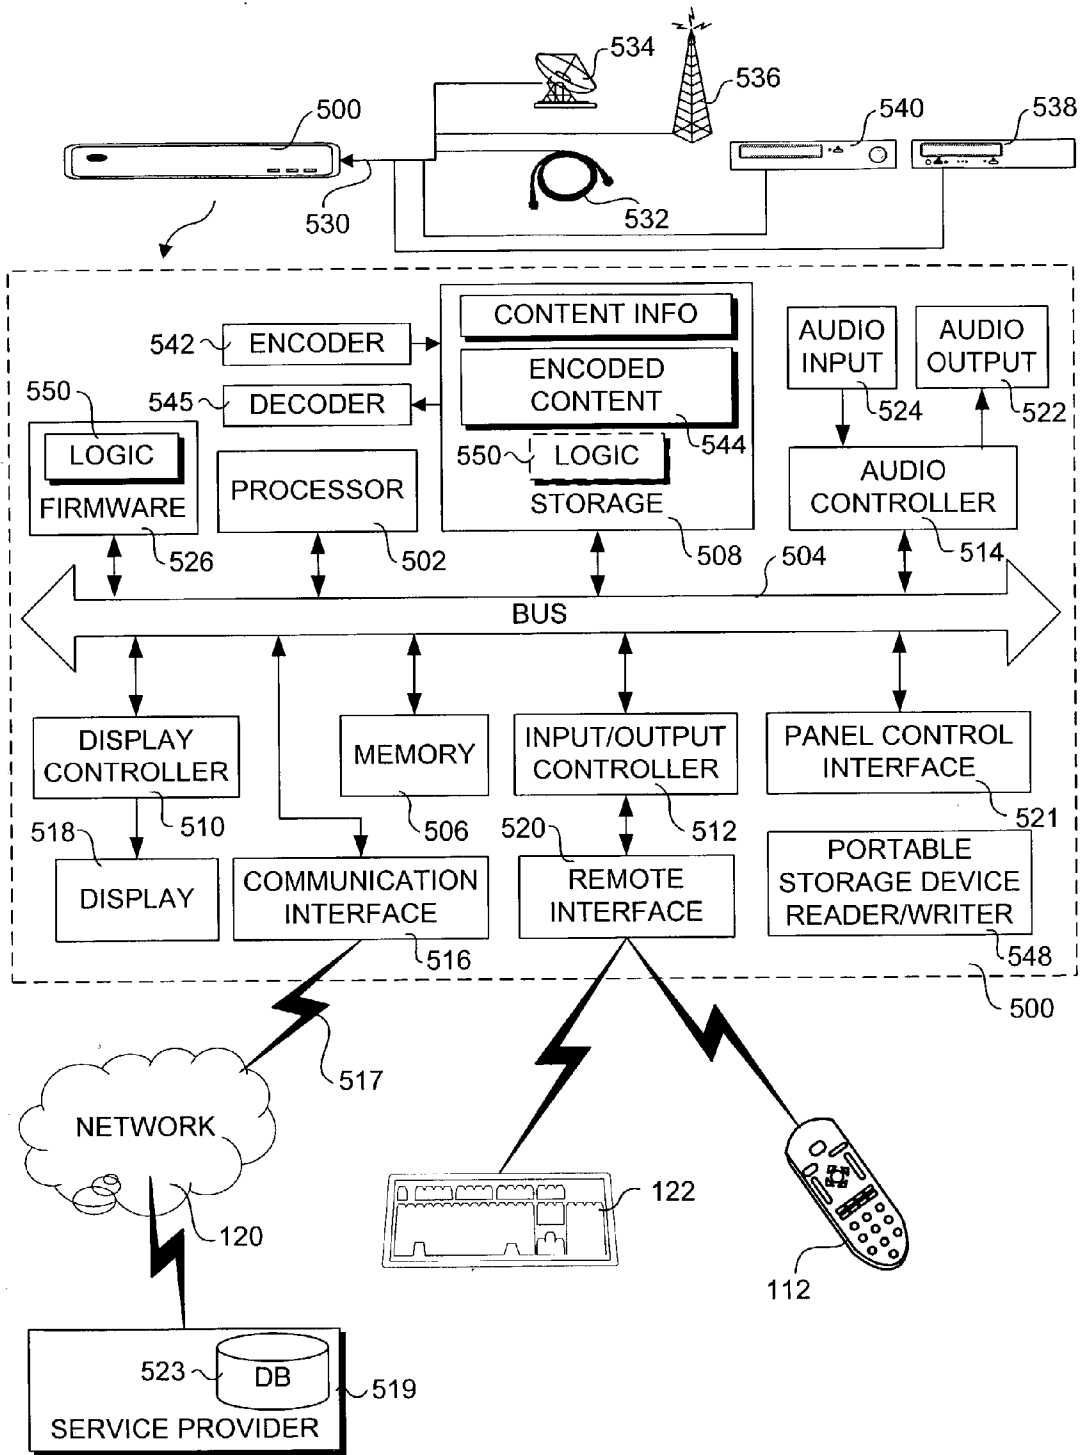 534
536
500
540
538
530
532
CONTENT INFO
542
ENCODER
AUDIO
INPUT
AUDIO
OUTPUT
ENCODED
CONTENT
545
DECODER
550
524
522
544
LOGIC
550
LOGIC
PROCESSOR
AUDIO
CONTROLLER
FIRMWARE
STORAGE
526
502
508
504
514
BUS
DISPLAY
CONTROLLER
MEMORY
INPUT/OUTPUT
CONTROLLER
PANEL CONTROL
INTERFACE
518
510
506
520
512
521
DISPLAY
COMMUNICATION
INTERFACE
REMOTE
INTERFACE
PORTABLE
STORAGE DEVICE
READER/WRITER
516
548
500
517
NETWORK
122
120
112
523
DB
519
SERVICE PROVIDER